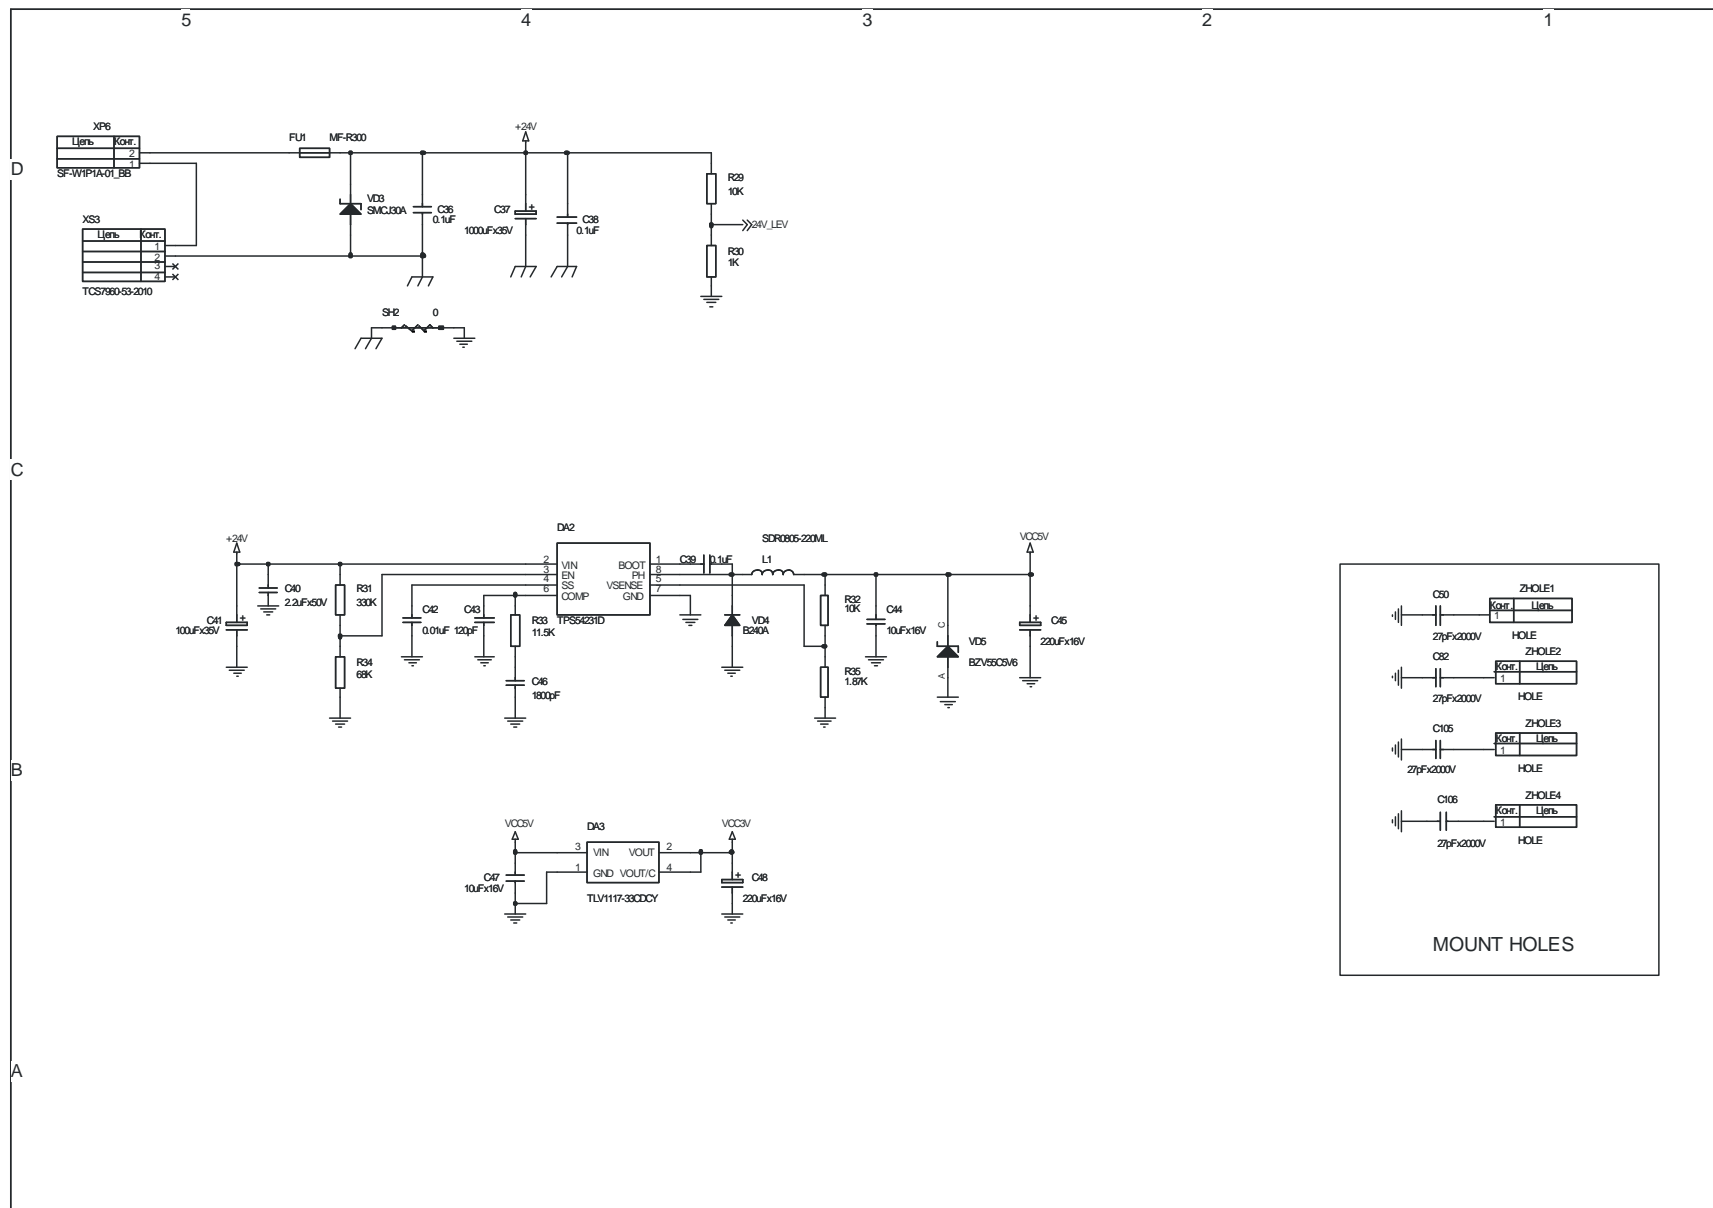 5 4 3 2 1
D
C
B
A
XP6
Цепь Конт.
2
1
SF-W1P1A-01_BB
XS3
Цепь Конт.
1
2
3
4
TCS7960-53-2010
FU1 MF-R300
VD3
SMCJ30A
C36
0.1uF
+24V
C37
1000uFx35V
C38
0.1uF
R29
10K
24V_LEV
R30
1K
SH2 0
+24V
C41
100uFx35V
C40
2.2uFx50V
R31
330K
R34
68K
C42
0.01uF
C43
120pF
R33
11.5K
C46
1800pF
DA2
2 VIN BOOT 1
3 EN PH 8
4 SS VSENSE 5
6 COMP GND 7
TPS54231D
C39 0.1uF
SDR0805-220ML
L1
VD4
B240A
R32
10K
R35
1.87K
C44
10uFx16V
C
VD5
BZV55C5V6
A
VCC5V
C45
220uFx16V
VCC5V
C47
10uFx16V
DA3
3 VIN VOUT 2
1 GND VOUT/C 4
TLV1117-33CDCY
VCC3V
C48
220uFx16V
C50
27pFx2000V
ZHOLE1
Конт. Цепь
1
HOLE
C82
27pFx2000V
ZHOLE2
Конт. Цепь
1
HOLE
C105
27pFx2000V
ZHOLE3
Конт. Цепь
1
HOLE
C106
27pFx2000V
ZHOLE4
Конт. Цепь
1
HOLE
MOUNT HOLES